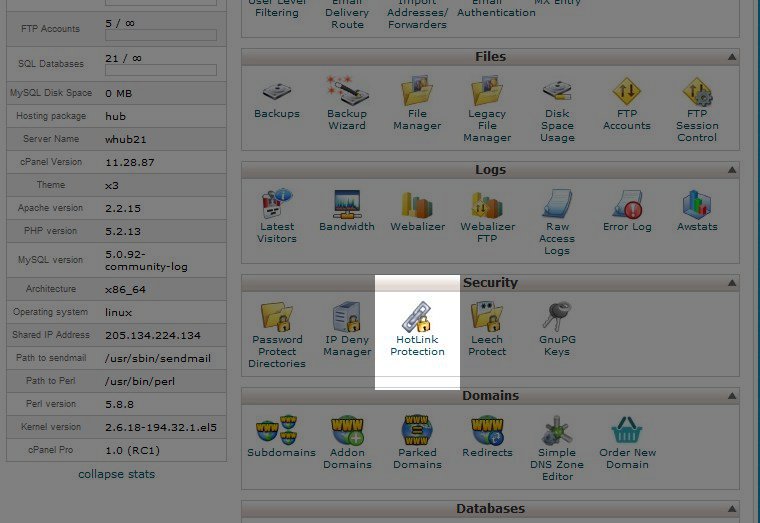 FTP Accounts 5 / ∞
SQL Databases 21 / ∞
MySQL Disk Space 0 MB
Hosting package hub
Server Name whub21
cPanel Version 11.28.87
Theme x3
Apache version 2.2.15
PHP version 5.2.13
MySQL version 5.0.92-
community-log
Architecture x86_64
Operating system linux
Shared IP Address 205.134.224.134
Path to sendmail /usr/sbin/sendmail
Path to Perl /usr/bin/perl
Perl version 5.8.8
Kernel version 2.6.18-194.32.1.el5
cPanel Pro 1.0 (RC1)
collapse stats
User Level
Filtering
Email
Delivery
Route
Import
Addresses/
Forwarders
Email
Authentication
MX Entry
Files
Backups
Backup
Wizard
File
Manager
Legacy
File
Manager
Disk
Space
Usage
FTP
Accounts
FTP
Session
Control
Logs
Latest
Visitors
Bandwidth
Webalizer
Webalizer
FTP
Raw
Access
Logs
Error Log
Awstats
Security
Password
Protect
Directories
IP Deny
Manager
HotLink
Protection
Leech
Protect
GnuPG
Keys
Domains
Subdomains
Addon
Domains
Parked
Domains
Redirects
Simple
DNS Zone
Editor
Order New
Domain
Databases